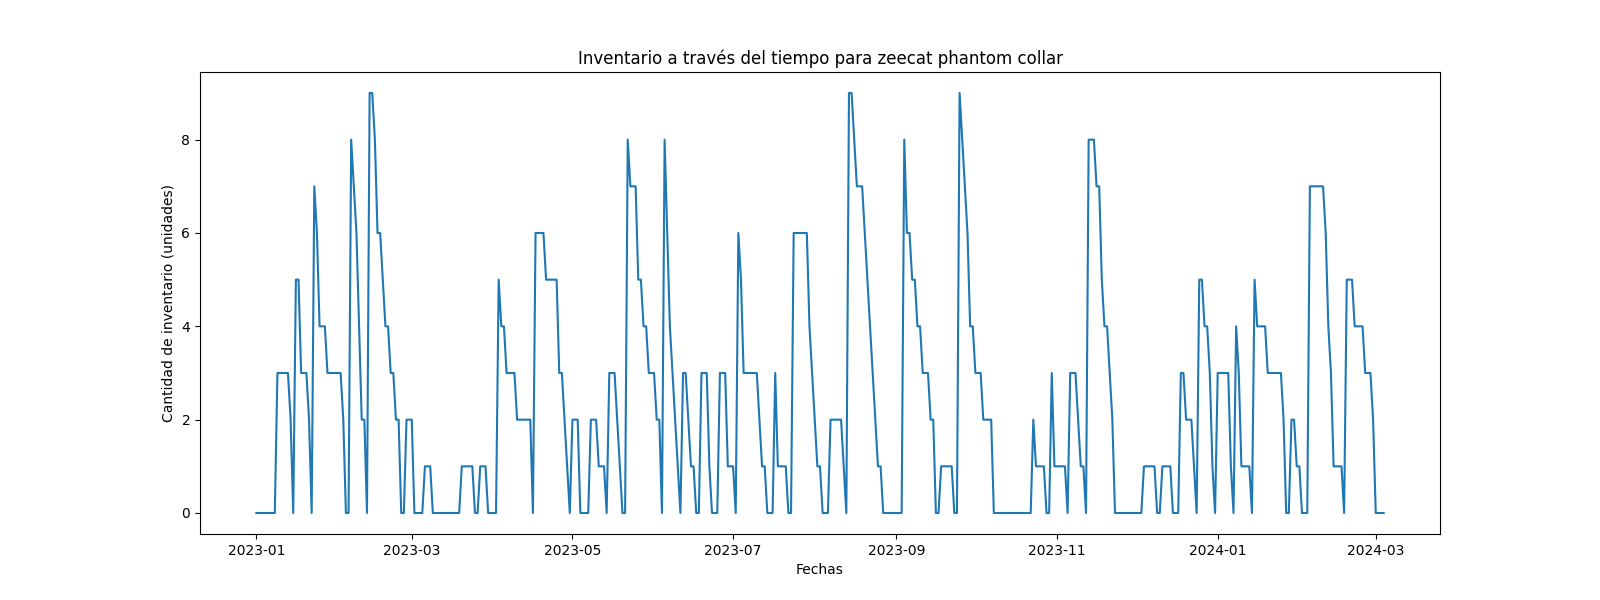 Inventario a través del tiempo para zeecat phantom collar
Cantidad de inventario (unidades)
8
6
4
2
0
2023-01 2023-03 2023-05 2023-07 2023-09 2023-11 2024-01 2024-03
Fechas